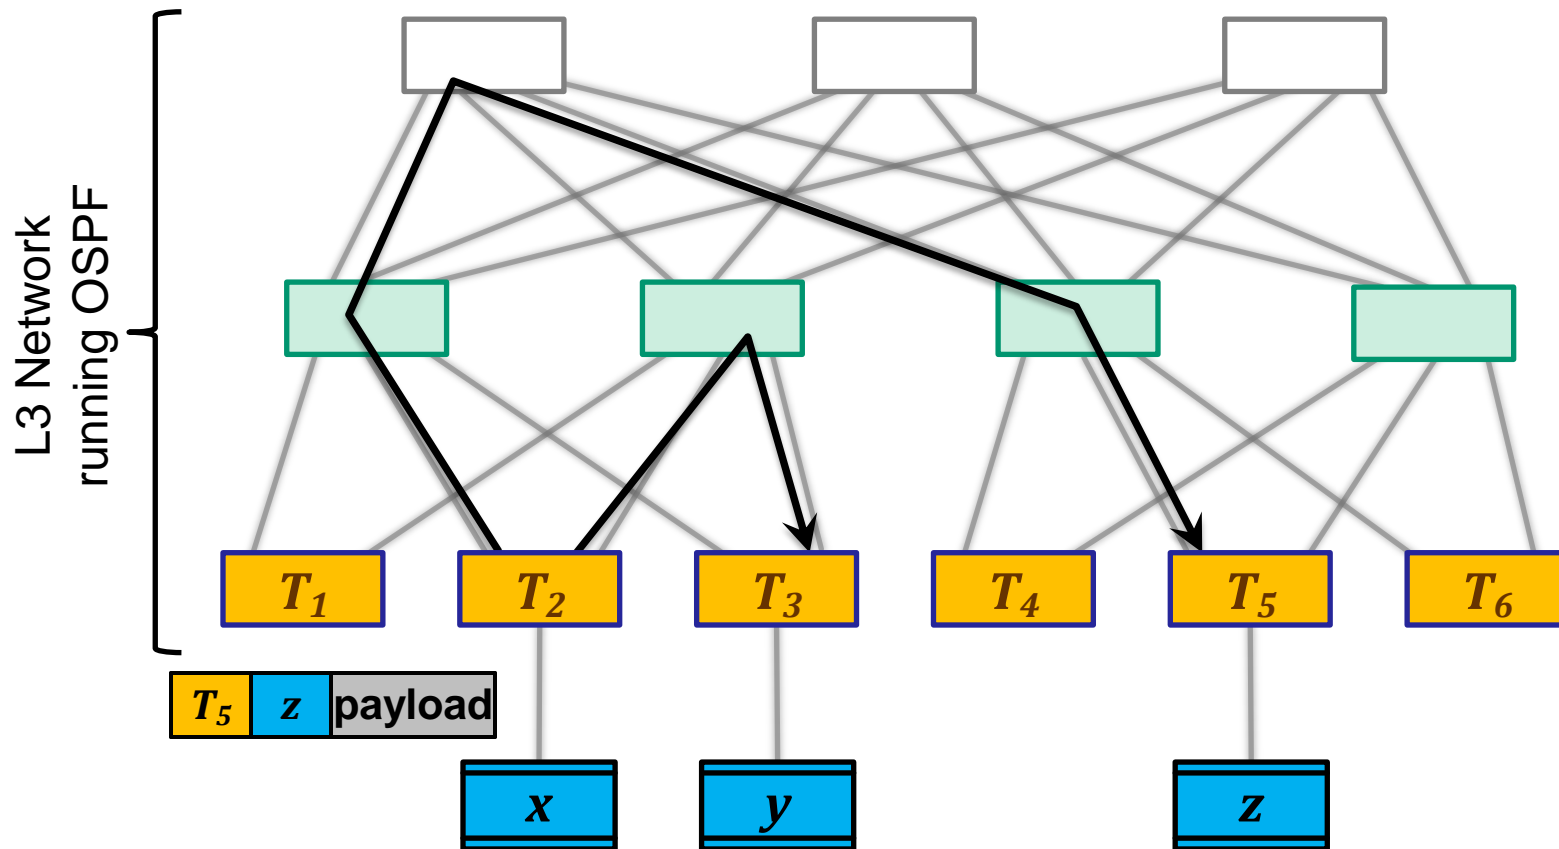 L3 Network
running OSPF
T₁ T₂ T₃ T₄ T₅ T₆
T₅ z payload
x y z